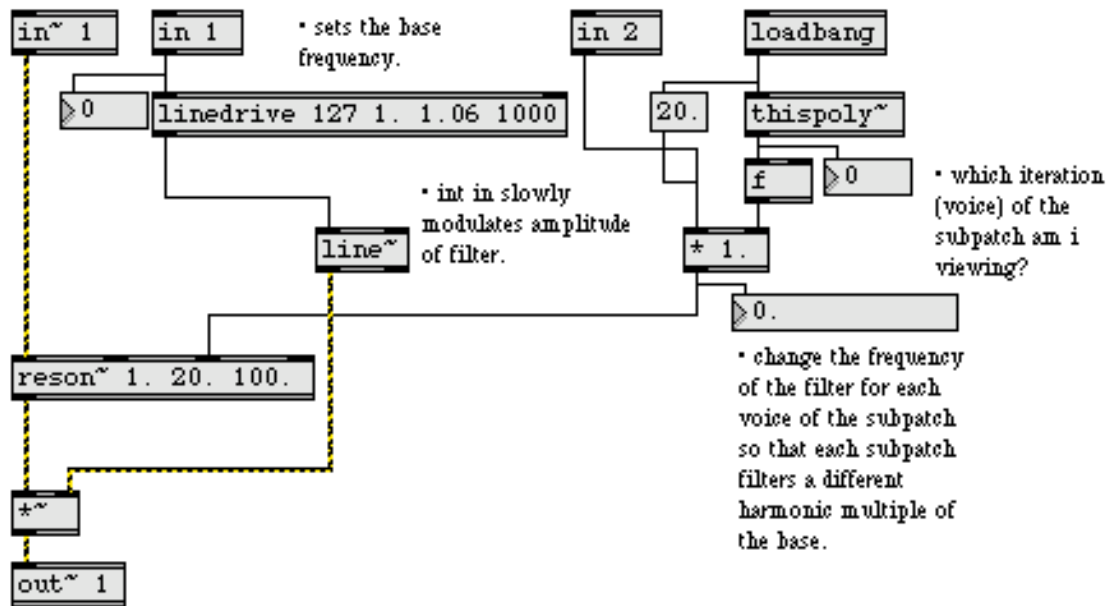 in~ 1
in 1
• sets the base
frequency.
in 2
loadbang
0
linedrive 127 1. 1.06 1000
20.
thispoly~
f
0
• which iteration
(voice) of the
subpatch am i
viewing?
• int in slowly
modulates amplitude
of filter.
line~
* 1.
0.
reson~ 1. 20. 100.
• change the frequency
of the filter for each
voice of the subpatch
so that each subpatch
filters a different
harmonic multiple of
the base.
*~
out~ 1